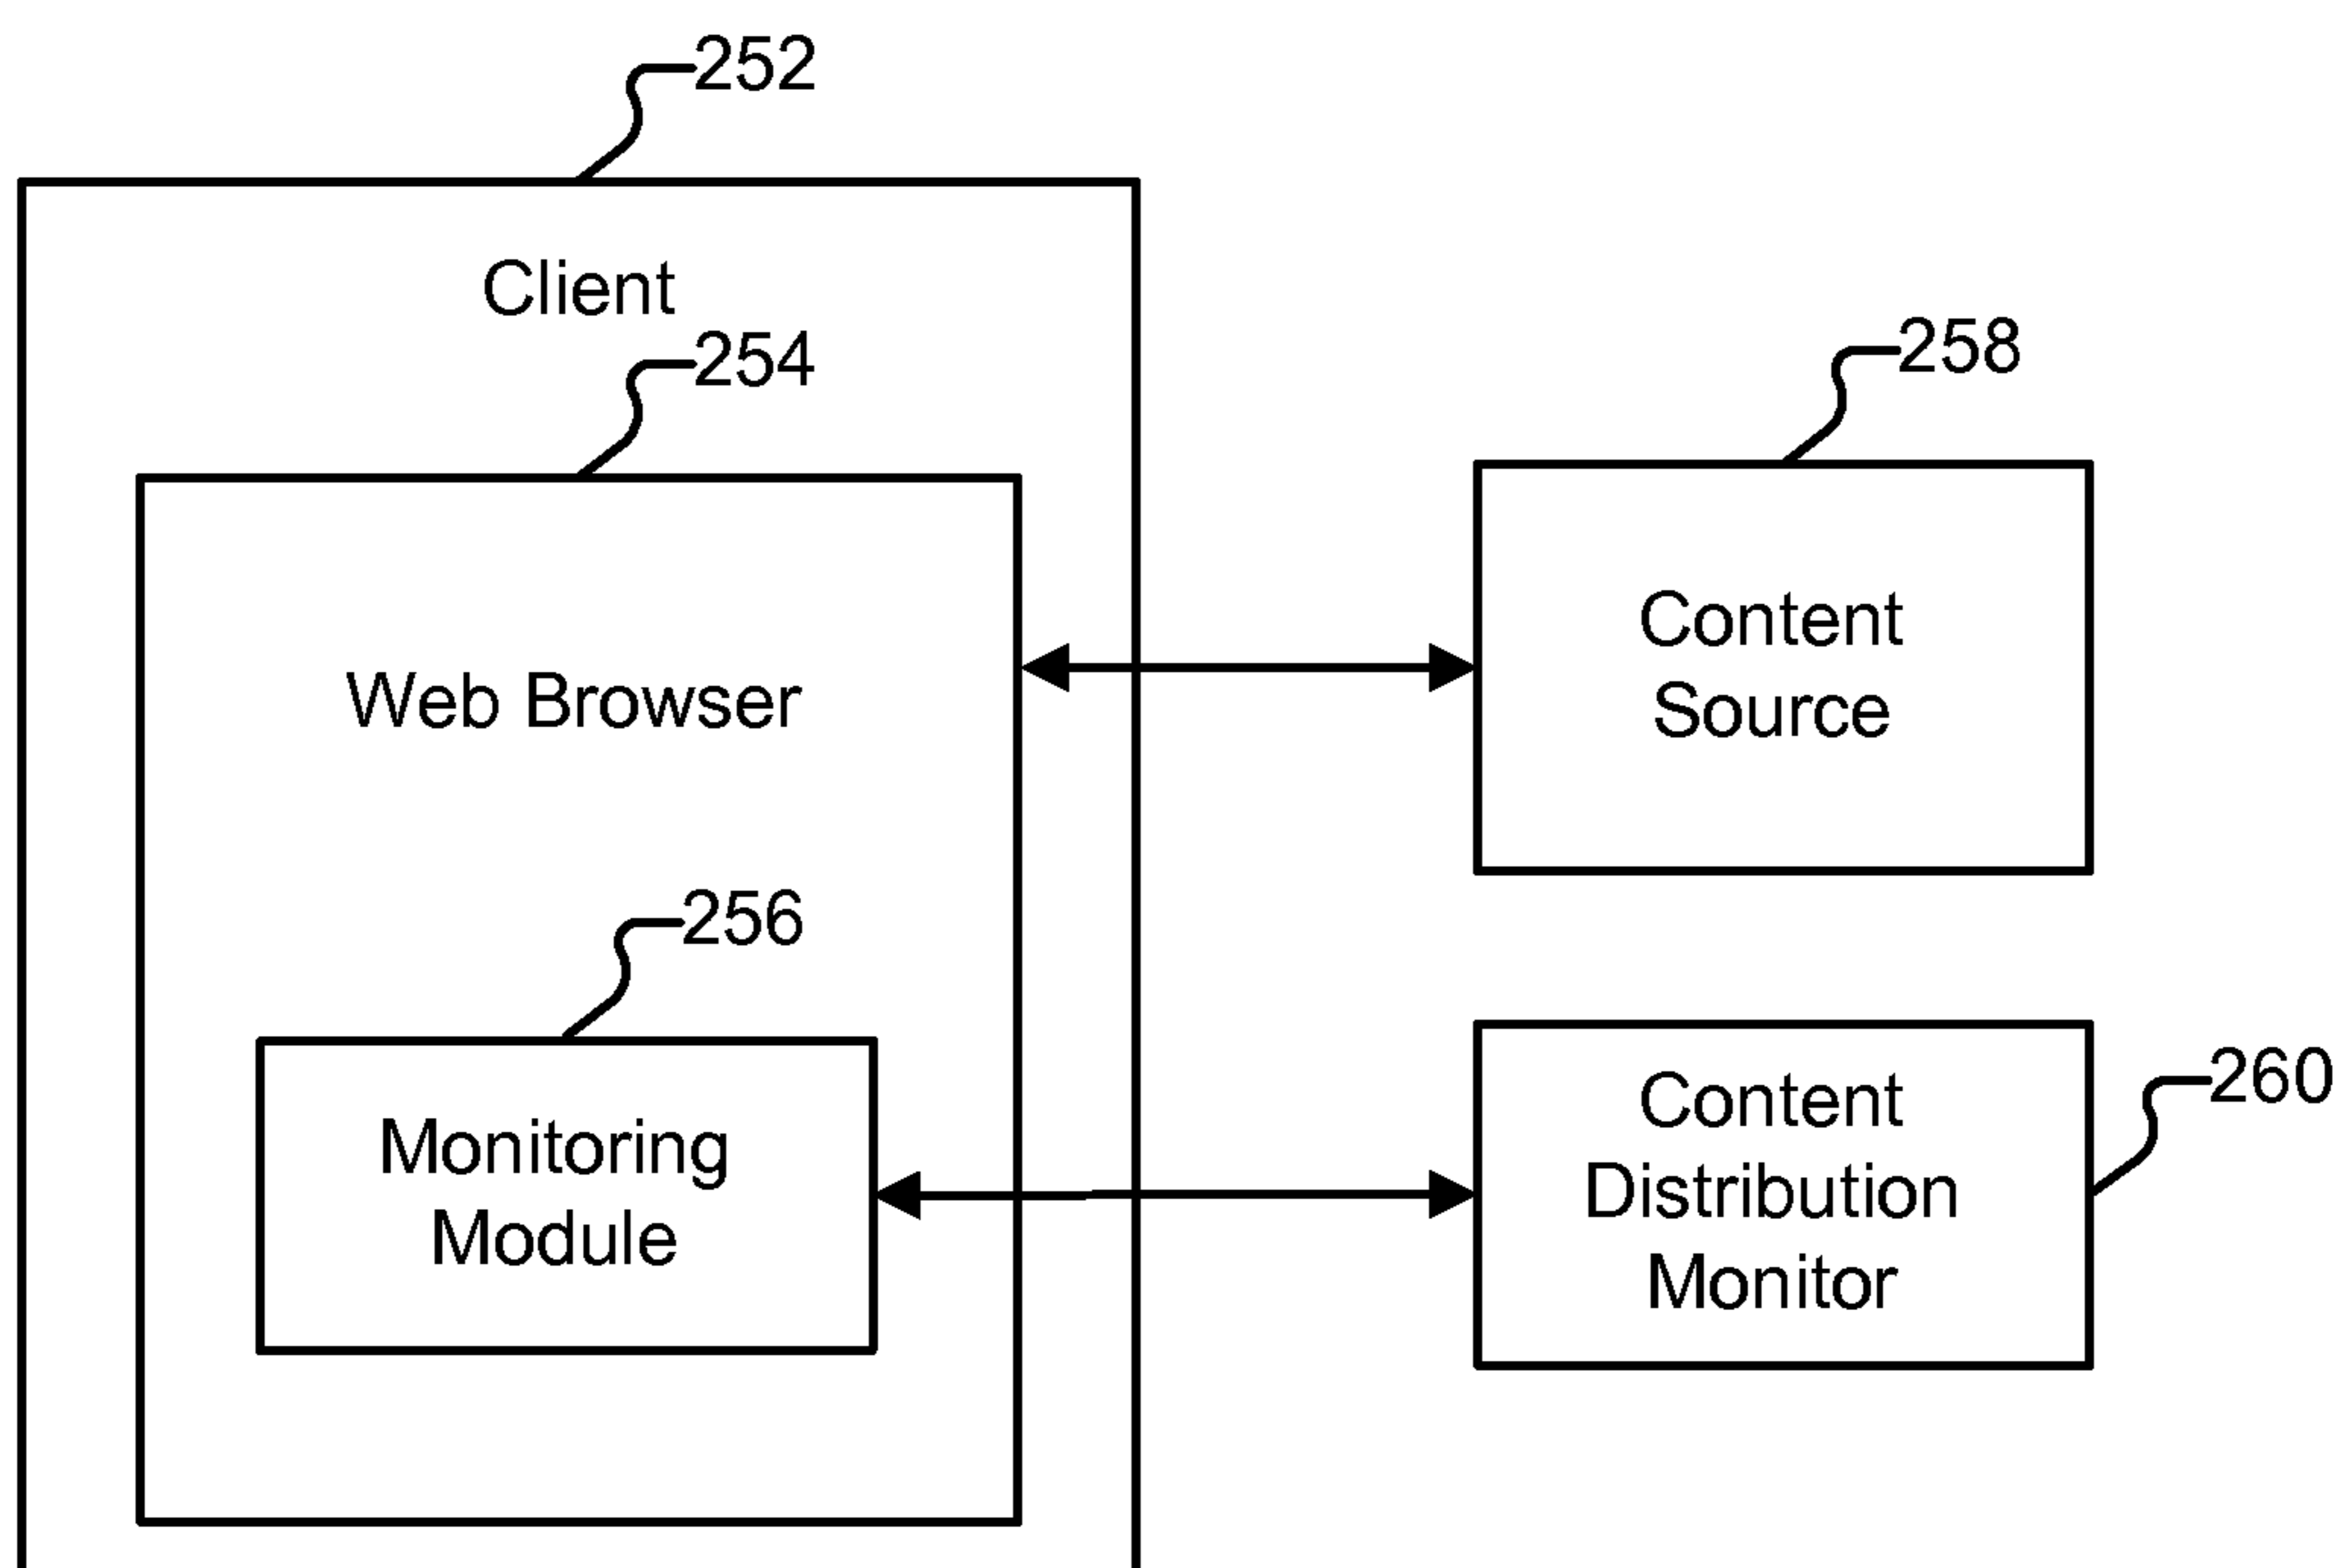 252
Client
254
258
Web Browser
Content
Source
256
Monitoring
Module
Content
Distribution
Monitor
260